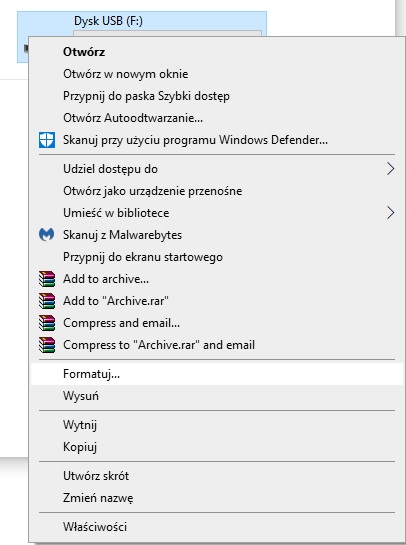 Dysk USB (F:)
Otwórz
Otwórz w nowym oknie
Przypnij do paska Szybki dostęp
Otwórz Autoodtwarzanie...
Skanuj przy użyciu programu Windows Defender...
Udziel dostępu do
Otwórz jako urządzenie przenośne
Umieść w bibliotece
Skanuj z Malwarebytes
Przypnij do ekranu startowego
Add to archive...
Add to "Archive.rar"
Compress and email...
Compress to "Archive.rar" and email
Formatuj...
Wysuń
Wytnij
Kopiuj
Utwórz skrót
Zmień nazwę
Właściwości